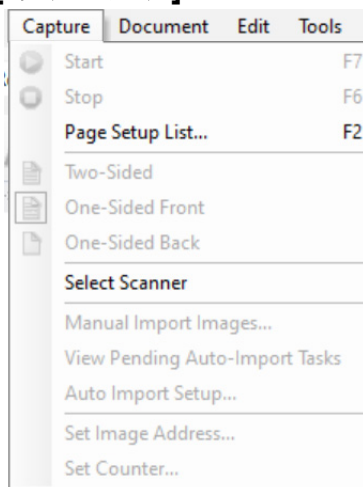 Capture Document Edit Tools
Start F7
Stop F6
Page Setup List... F2
Two-Sided
One-Sided Front
One-Sided Back
Select Scanner
Manual Import Images...
View Pending Auto-Import Tasks
Auto Import Setup...
Set Image Address...
Set Counter...